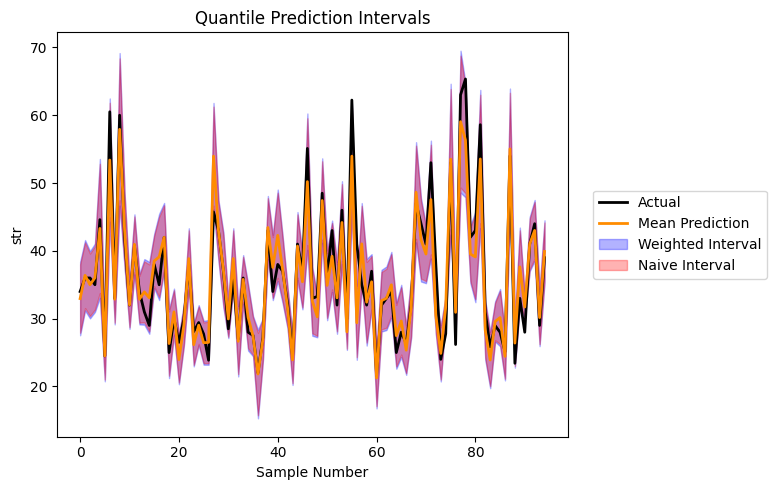 Quantile Prediction Intervals
70
60
50
40
30
20
str
0
20
40
60
80
Sample Number
Actual
Mean Prediction
Weighted Interval
Naive Interval